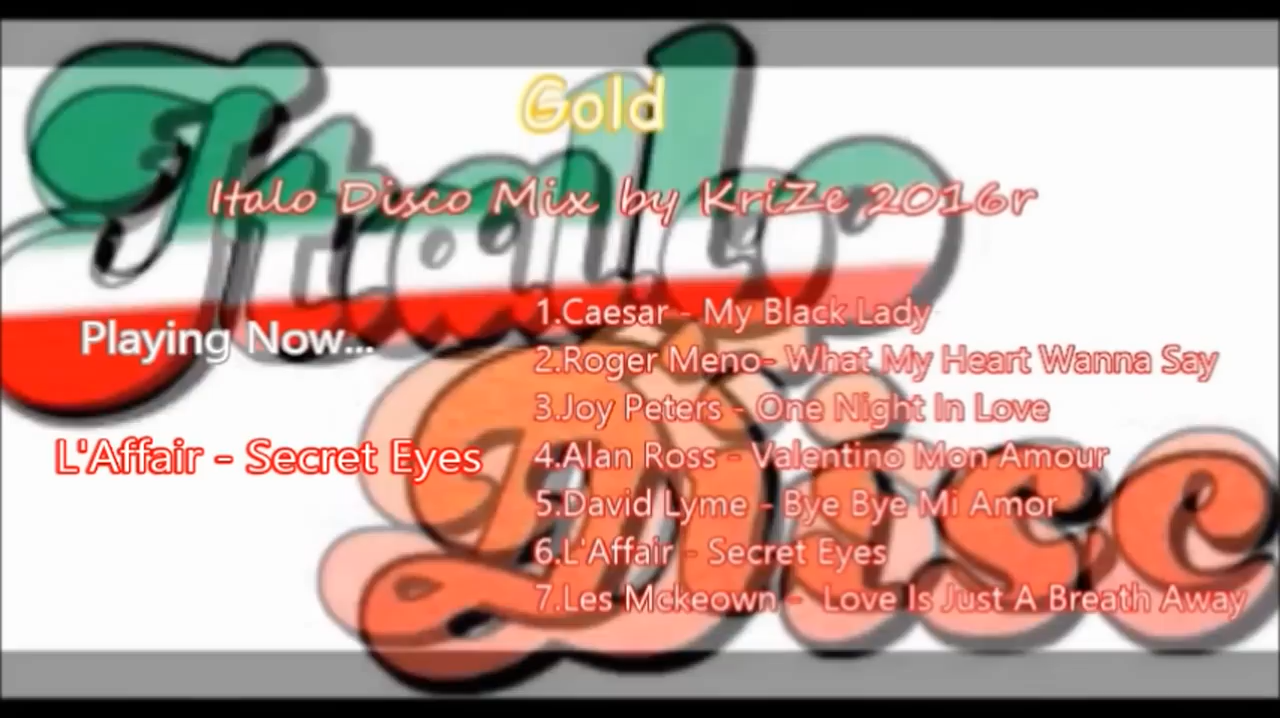 Italo
Disc
Gold
Italo Disco Mix by KriZe 2016r
Playing Now...
L'Affair - Secret Eyes
1.Caesar - My Black Lady
2.Roger Meno- What My Heart Wanna Say
3.Joy Peters - One Night In Love
4.Alan Ross - Valentino Mon Amour
5.David Lyme - Bye Bye Mi Amor
6.L'Affair - Secret Eyes
7.Les Mckeown - Love Is Just A Breath Away